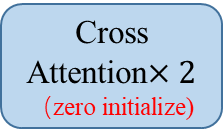 Cross
Attention× 2
（zero initialize)